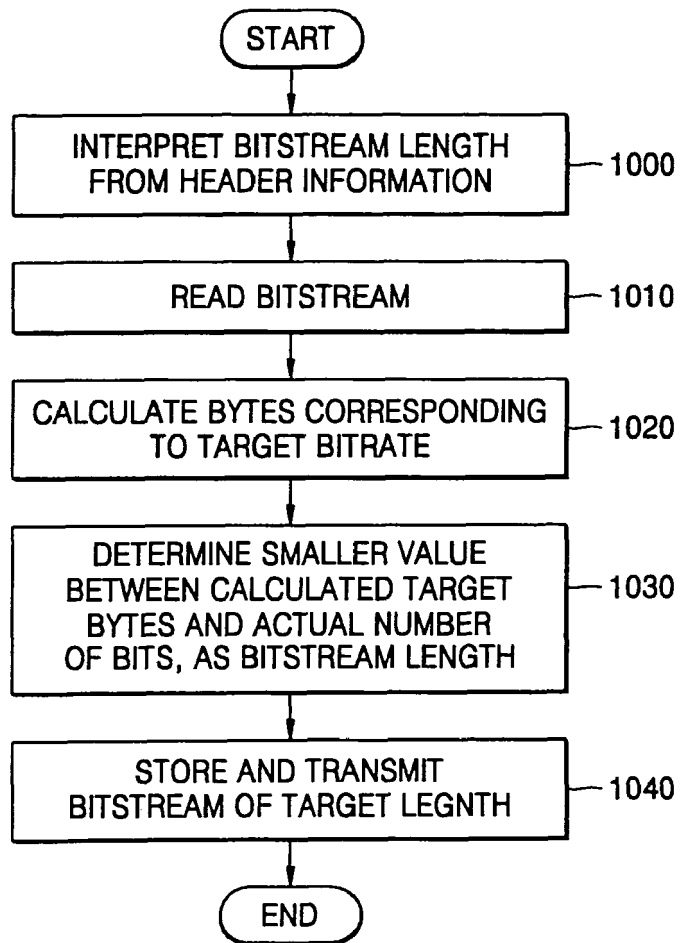 START
INTERPRET BITSTREAM LENGTH
FROM HEADER INFORMATION
1000
READ BITSTREAM
1010
CALCULATE BYTES CORRESPONDING
TO TARGET BITRATE
1020
DETERMINE SMALLER VALUE
BETWEEN CALCULATED TARGET
BYTES AND ACTUAL NUMBER
OF BITS, AS BITSTREAM LENGTH
1030
STORE AND TRANSMIT
BITSTREAM OF TARGET LEGNTH
1040
END